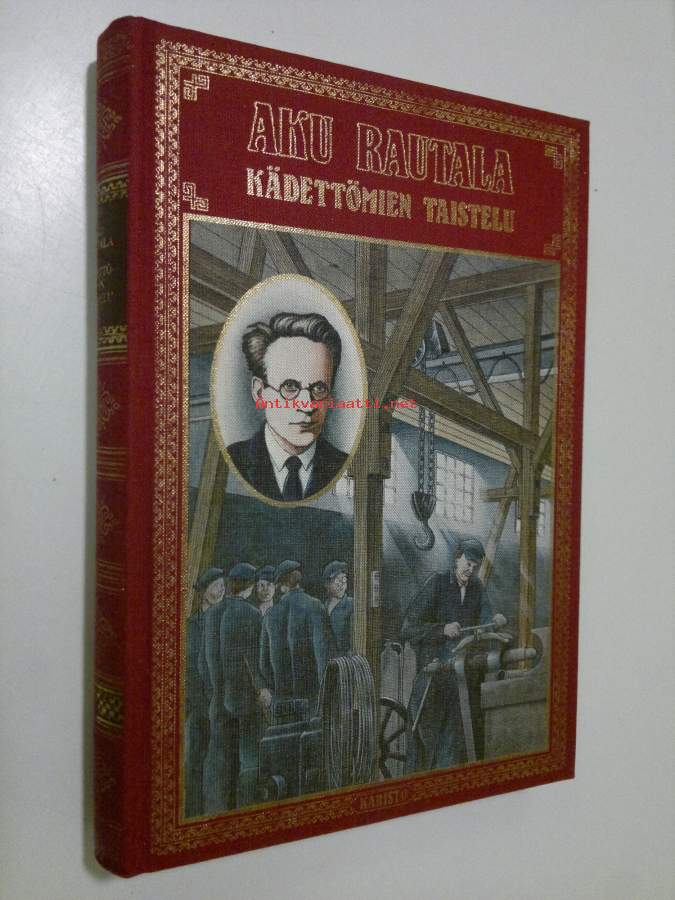 AKU RAUTALA
KÄDETTÖMIEN TAISTELU
Antikvariaatti.net
KARISTO